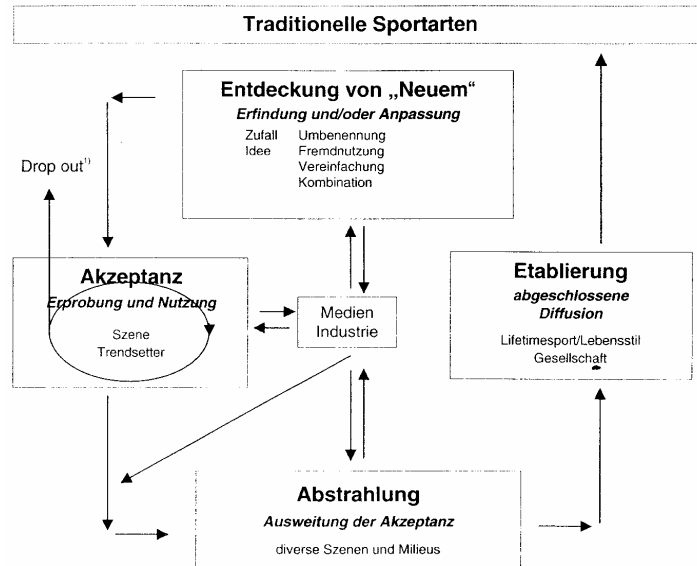 Traditionelle Sportarten
Entdeckung von „Neuem“
Erfindung und/oder Anpassung
Zufall Umbenennung
Idee Fremdnutzung
Vereinfachung
Kombination
Drop out¹⁾
Akzeptanz
Erprobung und Nutzung
Szene
Trendsetter
Medien
Industrie
Etablierung
abgeschlossene
Diffusion
Lifetimesport/Lebensstil
Gesellschaft
Abstrahlung
Ausweitung der Akzeptanz
diverse Szenen und Milieus